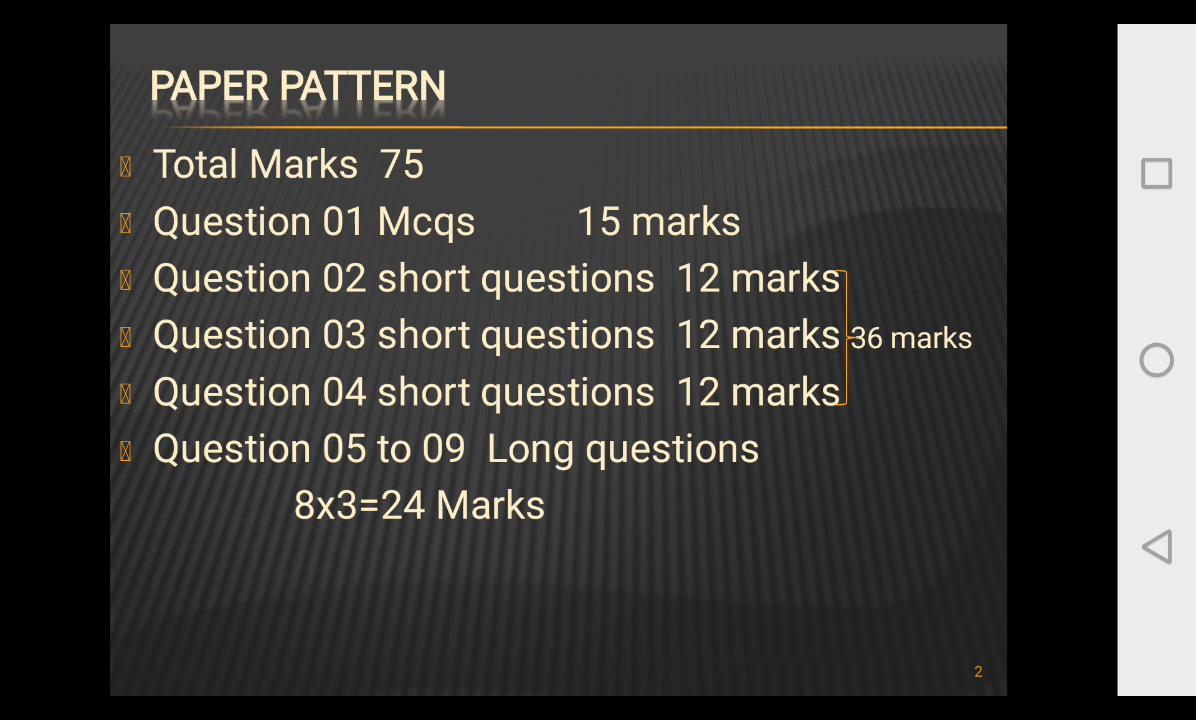 PAPER PATTERN
Total Marks 75
Question 01 Mcqs 15 marks
Question 02 short questions 12 marks
Question 03 short questions 12 marks
36 marks
Question 04 short questions 12 marks
Question 05 to 09 Long questions
8x3=24 Marks
2